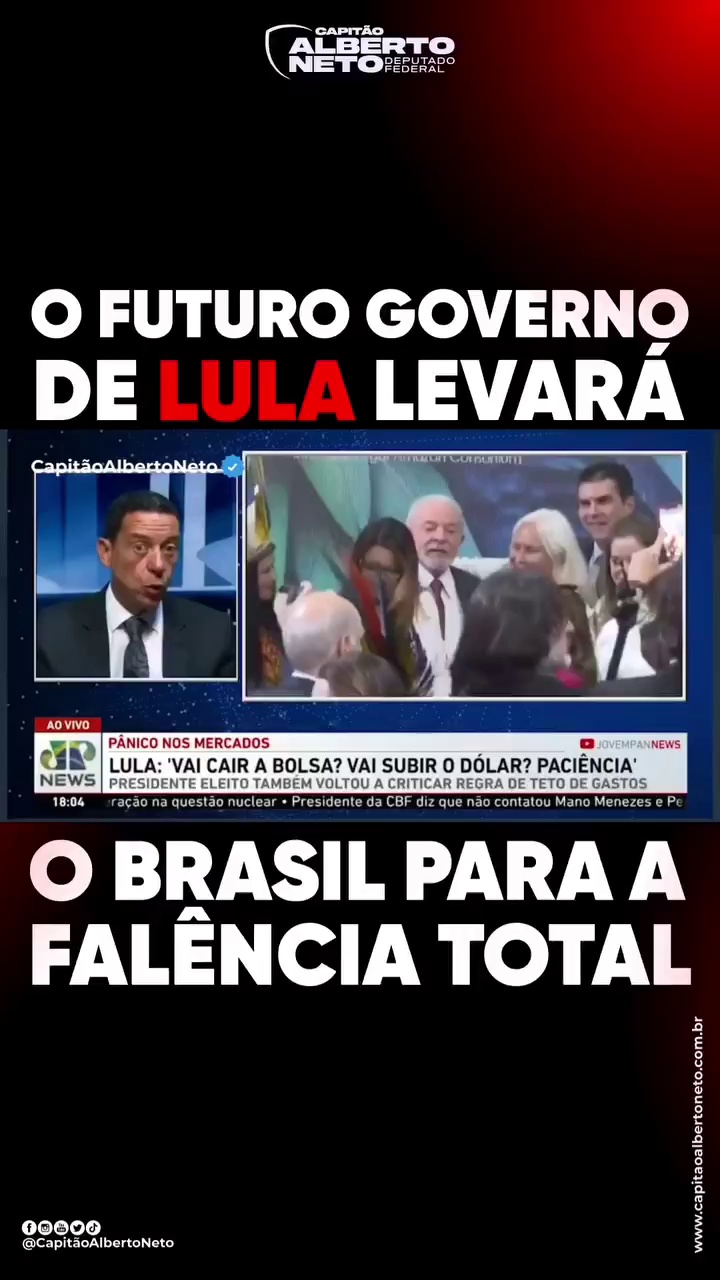 CAPITÃO
ALBERTO
NETO DEPUTADO FEDERAL
O FUTURO GOVERNO
DE LULA LEVARÁ
CapitãoAlbertoNeto
AO VIVO
PÂNICO NOS MERCADOS
JOVEMPANNEWS
JP
NEWS
LULA: 'VAI CAIR A BOLSA? VAI SUBIR O DÓLAR? PACIÊNCIA'
PRESIDENTE ELEITO TAMBÉM VOLTOU A CRITICAR REGRA DE TETO DE GASTOS
18:04
ração na questão nuclear • Presidente da CBF diz que não contatou Mano Menezes e Pe
O BRASIL PARA A
FALÊNCIA TOTAL
www.capitaoalbertoneto.com.br
@CapitãoAlbertoNeto